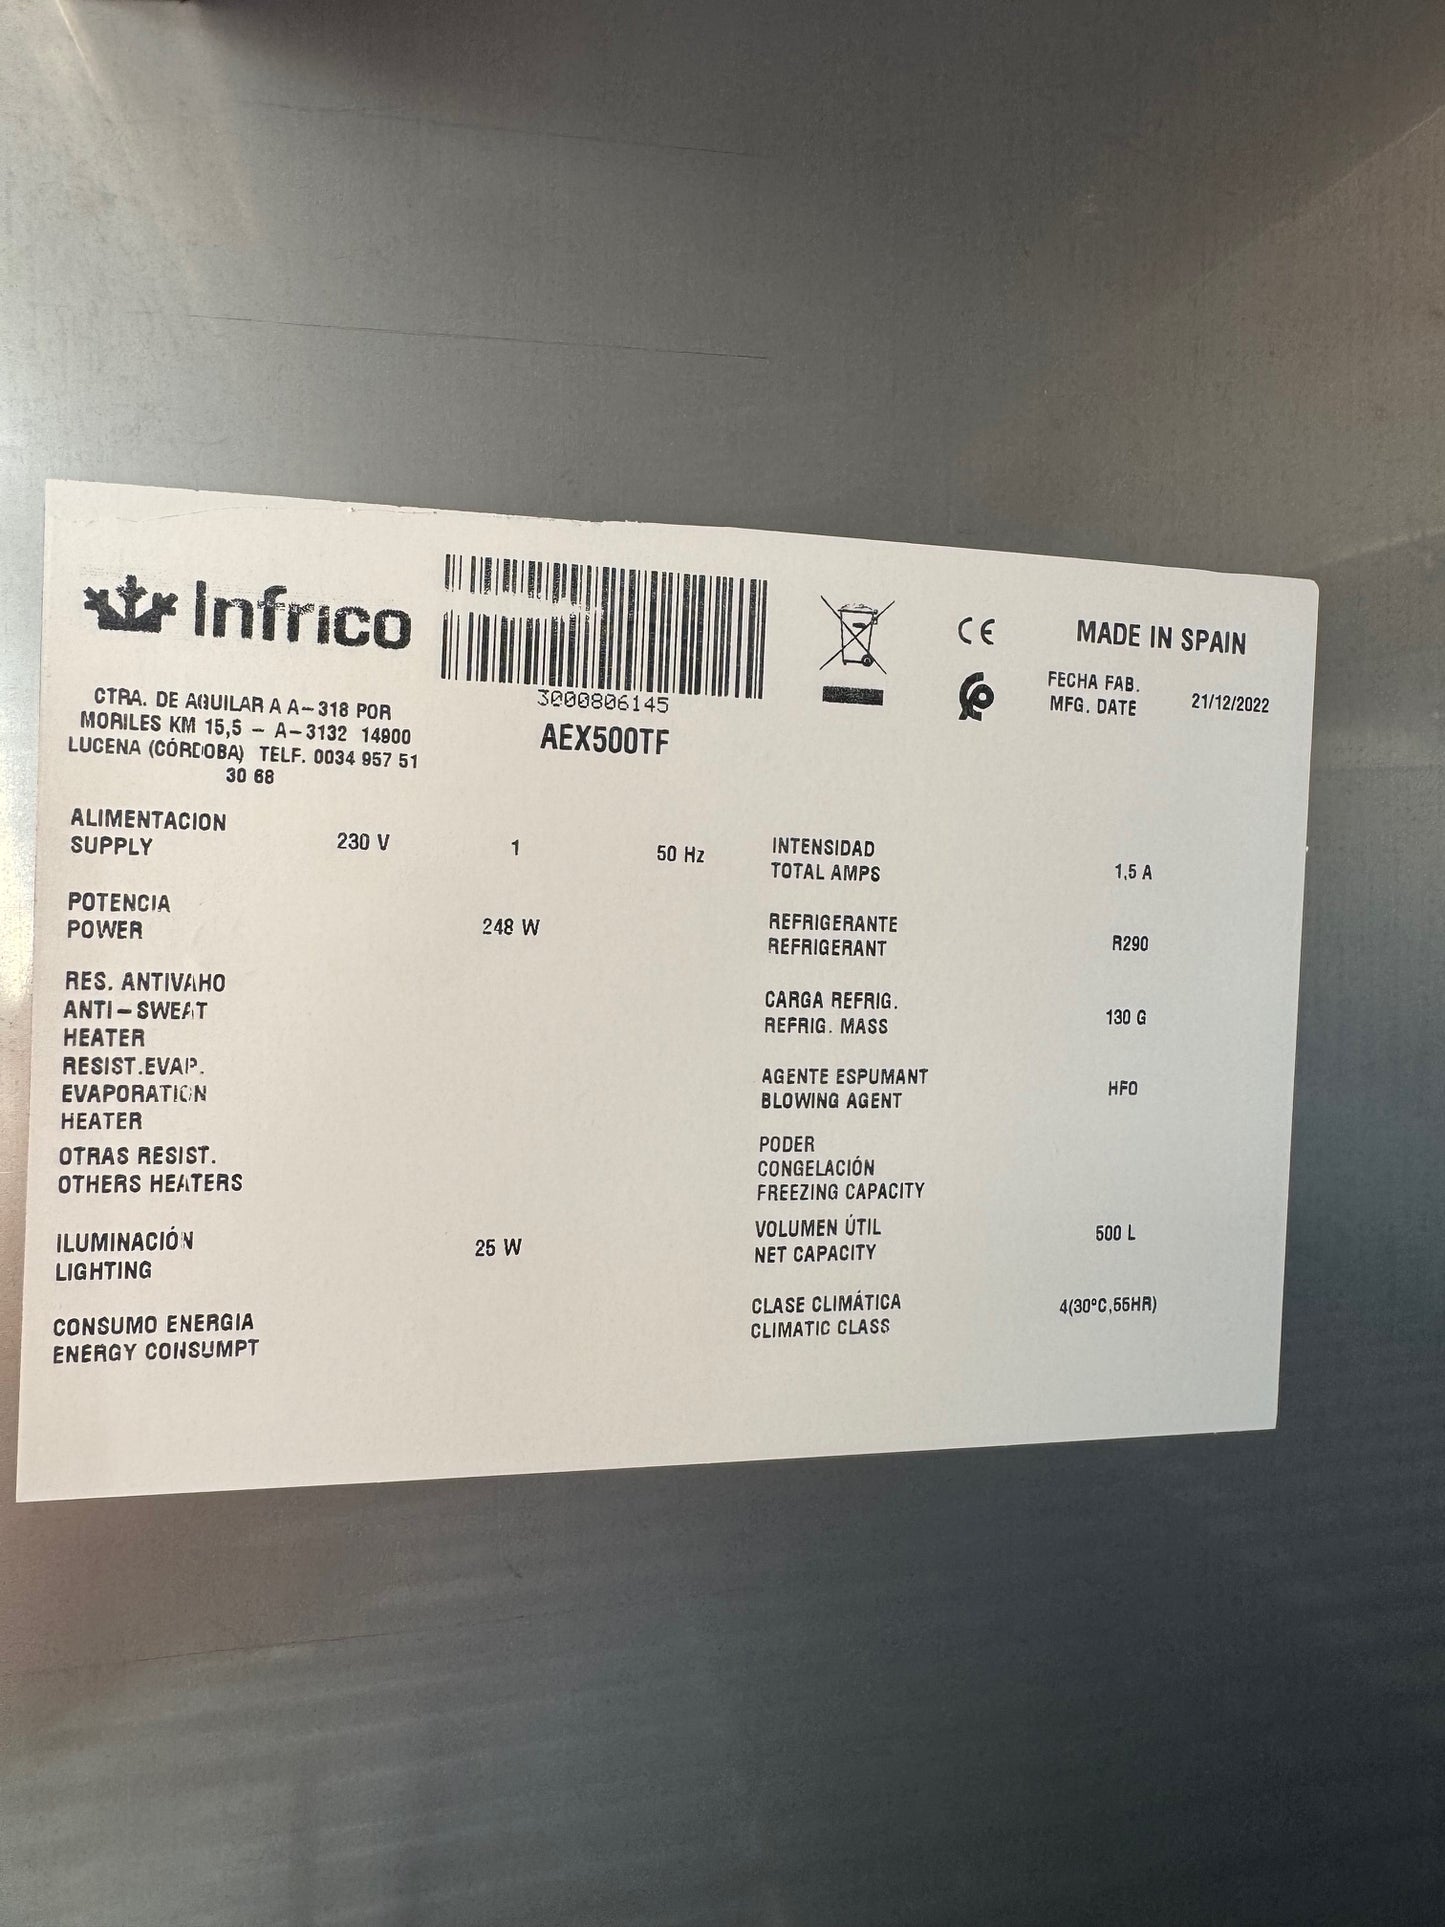 Infrico
3000806145
AEX500TF
CE
MADE IN SPAIN
FECHA FAB.
MFG. DATE
21/12/2022
CTRA. DE AGUILAR A A-318 POR
MORILES KM 15,5 - A-3132 14900
LUCENA (CÓRDOBA) TELF. 0034 957 51
30 68
ALIMENTACION
SUPPLY
230 V 1 50 Hz
POTENCIA
POWER
248 W
RES. ANTIVAHO
ANTI-SWEAT
HEATER
RESIST.EVAP.
EVAPORATION
HEATER
OTRAS RESIST.
OTHERS HEATERS
ILUMINACIÓN
LIGHTING
25 W
CONSUMO ENERGIA
ENERGY CONSUMPT
INTENSIDAD
TOTAL AMPS
1,5 A
REFRIGERANTE
REFRIGERANT
R290
CARGA REFRIG.
REFRIG. MASS
130 G
AGENTE ESPUMANT
BLOWING AGENT
HFO
PODER
CONGELACIÓN
FREEZING CAPACITY
VOLUMEN ÚTIL
NET CAPACITY
500 L
CLASE CLIMÁTICA
CLIMATIC CLASS
4(30ºC,55HR)